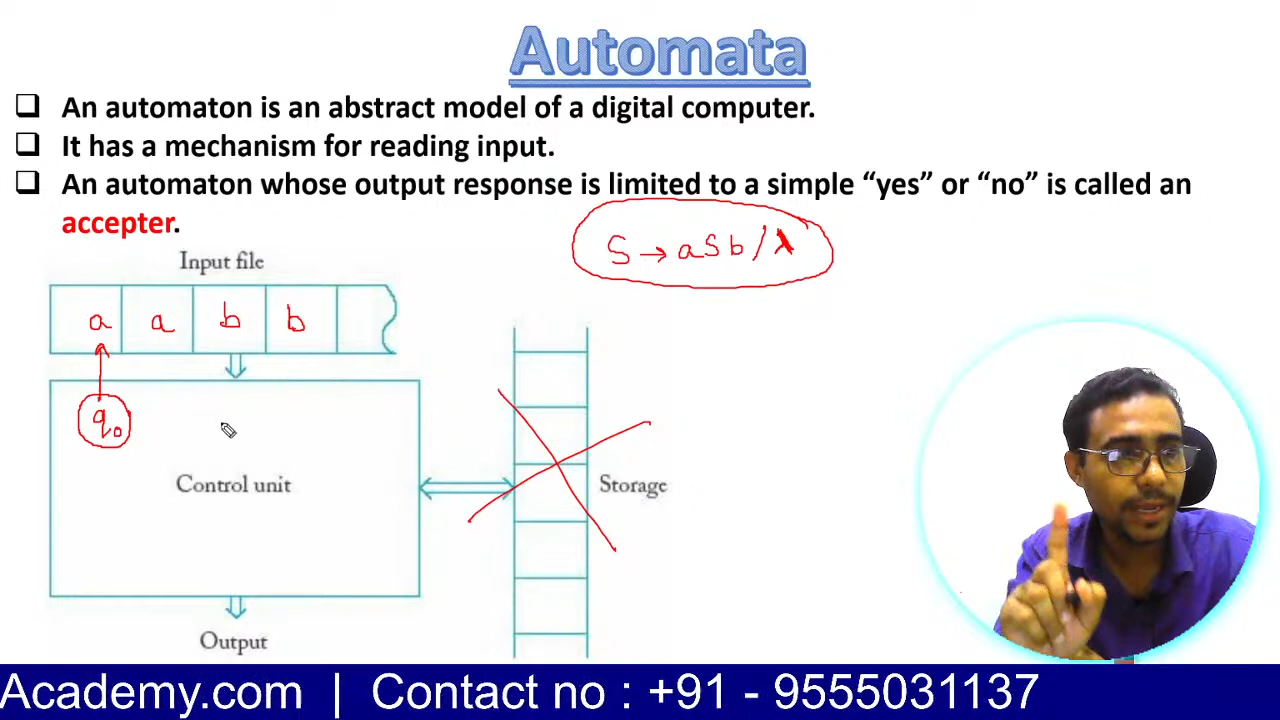 Automata
❑ An automaton is an abstract model of a digital computer.
❑ It has a mechanism for reading input.
❑ An automaton whose output response is limited to a simple “yes” or “no” is called an
accepter.
S → aSb/λ
Input file
a a b b
q₀
Control unit
Storage
Output
Academy.com | Contact no : +91 - 9555031137